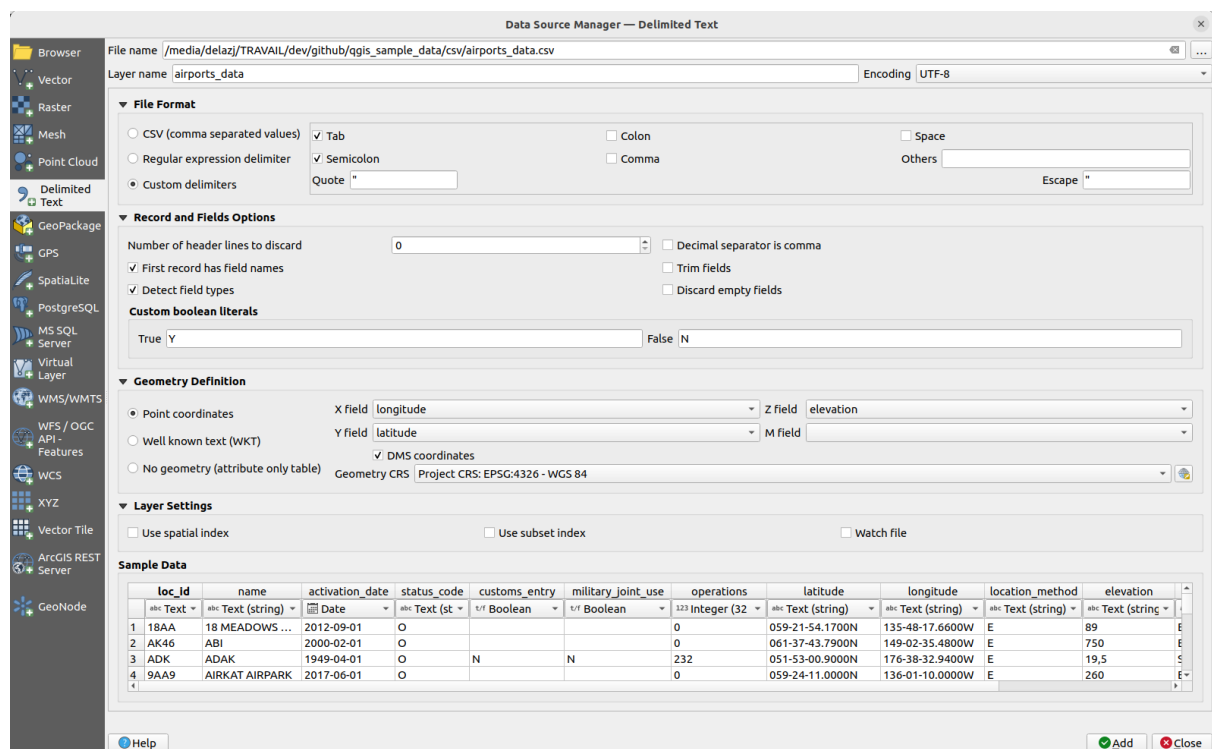 Data Source Manager — Delimited Text
Browser
Vector
Raster
Mesh
Point Cloud
Delimited
Text
GeoPackage
GPS
SpatiaLite
PostgreSQL
MS SQL
Server
Virtual
Layer
WMS/WMTS
WFS / OGC
API -
Features
WCS
XYZ
Vector Tile
ArcGIS REST
Server
GeoNode
File name /media/delazj/TRAVAIL/dev/github/qgis_sample_data/csv/airports_data.csv ...
Layer name airports_data Encoding UTF-8
File Format
CSV (comma separated values) Tab Colon Space
Regular expression delimiter Semicolon Comma Others
Custom delimiters Quote " Escape "
Record and Fields Options
Number of header lines to discard 0 Decimal separator is comma
First record has field names Trim fields
Detect field types Discard empty fields
Custom boolean literals
True Y False N
Geometry Definition
Point coordinates X field longitude Z field elevation
Well known text (WKT) Y field latitude M field
DMS coordinates
No geometry (attribute only table) Geometry CRS Project CRS: EPSG:4326 - WGS 84
Layer Settings
Use spatial index Use subset index Watch file
Sample Data
loc_id name activation_date status_code customs_entry military_joint_use operations latitude longitude location_method elevation
abc Text abc Text (string) Date abc Text (st t/f Boolean t/f Boolean 123 Integer (32 abc Text (string) abc Text (string) abc Text (string) abc Text (string
1 18AA 18 MEADOWS ... 2012-09-01 O 0 059-21-54.1700N 135-48-17.6600W E 89
2 AK46 ABI 2000-02-01 O 0 061-37-43.7900N 149-02-35.4800W E 750
3 ADK ADAK 1949-04-01 O N N 232 051-53-00.9000N 176-38-32.9400W E 19,5
4 9AA9 AIRKAT AIRPARK 2017-06-01 O 0 059-24-11.0000N 136-01-10.0000W E 260
Help Add Close